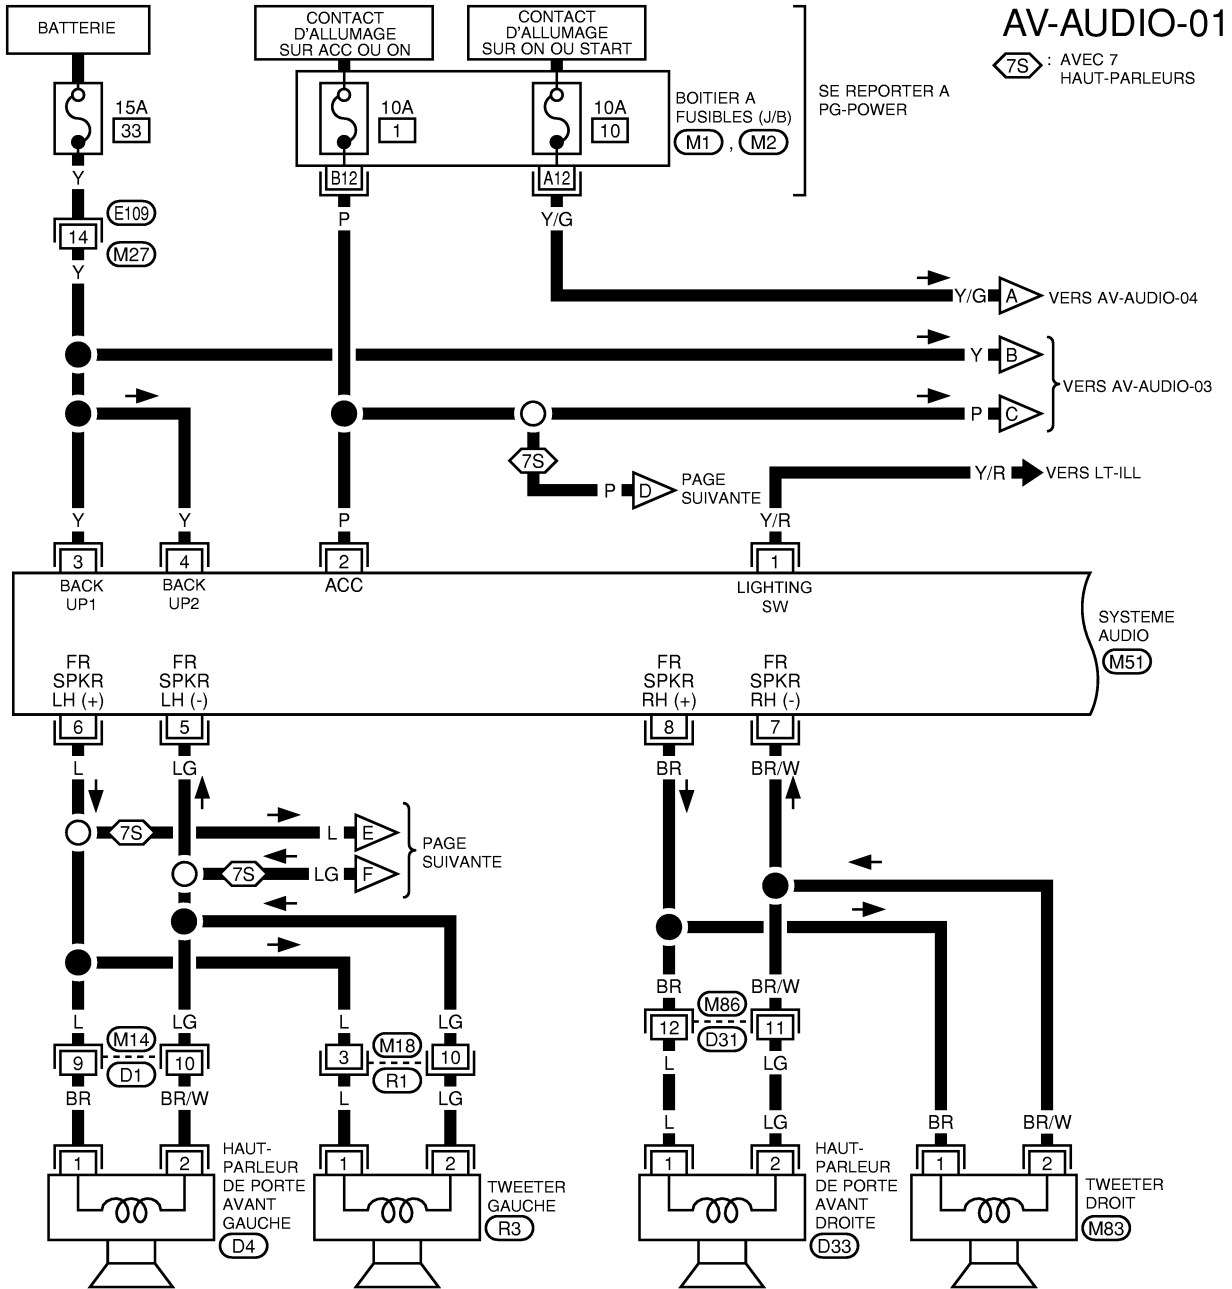 AV-AUDIO-01
BATTERIE
CONTACT
D'ALLUMAGE
SUR ACC OU ON
CONTACT
D'ALLUMAGE
SUR ON OU START
7S : AVEC 7
HAUT-PARLEURS
15A
33
10A
1
10A
10
BOITIER A
FUSIBLES (J/B)
M1 , M2
SE REPORTER A
PG-POWER
Y
B12
A12
E109
P
Y/G
14
M27
Y
Y/G A VERS AV-AUDIO-04
Y B
VERS AV-AUDIO-03
P C
7S
P D
PAGE
SUIVANTE
Y/R VERS LT-ILL
Y
Y
P
Y/R
3
4
2
1
BACK
UP1
BACK
UP2
ACC
LIGHTING
SW
SYSTEME
AUDIO
M51
FR
SPKR
LH (+)
FR
SPKR
LH (-)
FR
SPKR
RH (+)
FR
SPKR
RH (-)
6
5
8
7
L
LG
BR
BR/W
7S
L E
7S
LG F
PAGE
SUIVANTE
BR
BR/W
L
LG
L
LG
12
M86
D31
11
9
M14
D1
10
3
M18
R1
10
L
LG
BR
BR/W
L
LG
L
LG
BR
BR/W
1
2
1
2
1
2
1
2
HAUT-
PARLEUR
DE PORTE
AVANT
GAUCHE
D4
TWEETER
GAUCHE
R3
HAUT-
PARLEUR
DE PORTE
AVANT
DROITE
D33
TWEETER
DROIT
M83